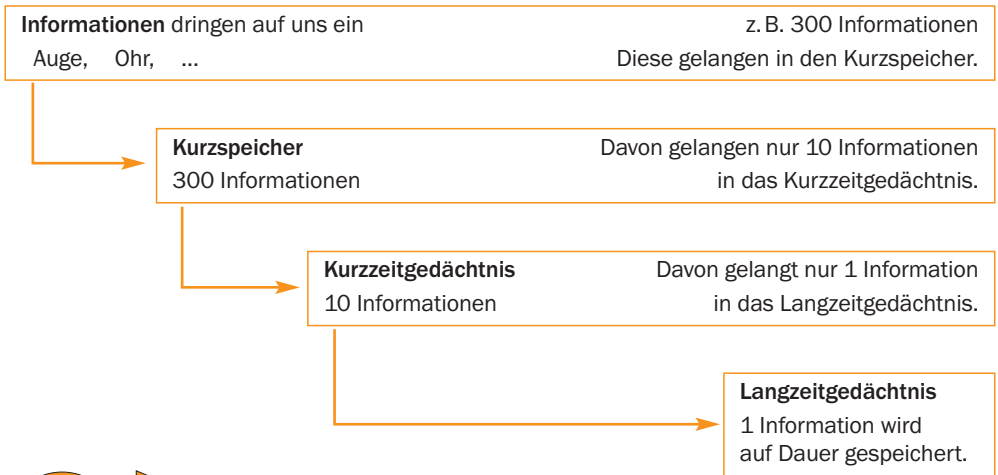 Informationen dringen auf uns ein z. B. 300 Informationen
Auge, Ohr, ... Diese gelangen in den Kurzspeicher.
Kurzspeicher Davon gelangen nur 10 Informationen
300 Informationen in das Kurzzeitgedächtnis.
Kurzzeitgedächtnis Davon gelangt nur 1 Information
10 Informationen in das Langzeitgedächtnis.
Langzeitgedächtnis
1 Information wird
auf Dauer gespeichert.